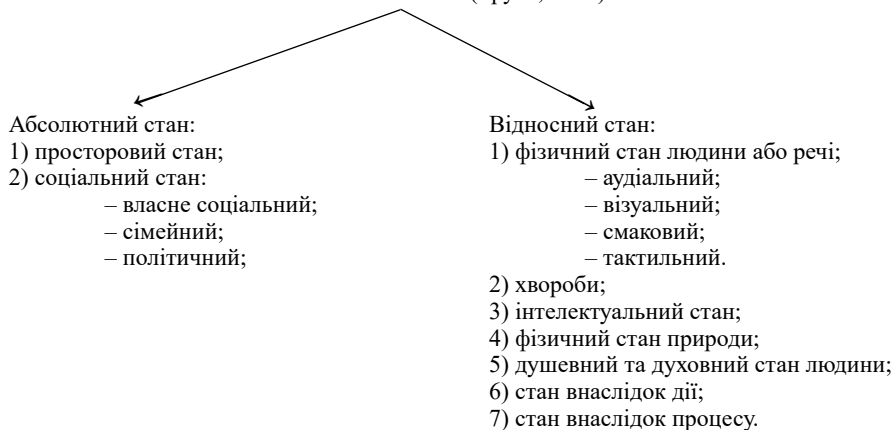 Абсолютний стан:
1) просторовий стан;
2) соціальний стан:
– власне соціальний;
– сімейний;
– політичний;
Відносний стан:
1) фізичний стан людини або речі;
– аудіальний;
– візуальний;
– смаковий;
– тактильний.
2) хвороби;
3) інтелектуальний стан;
4) фізичний стан природи;
5) душевний та духовний стан людини;
6) стан внаслідок дії;
7) стан внаслідок процесу.